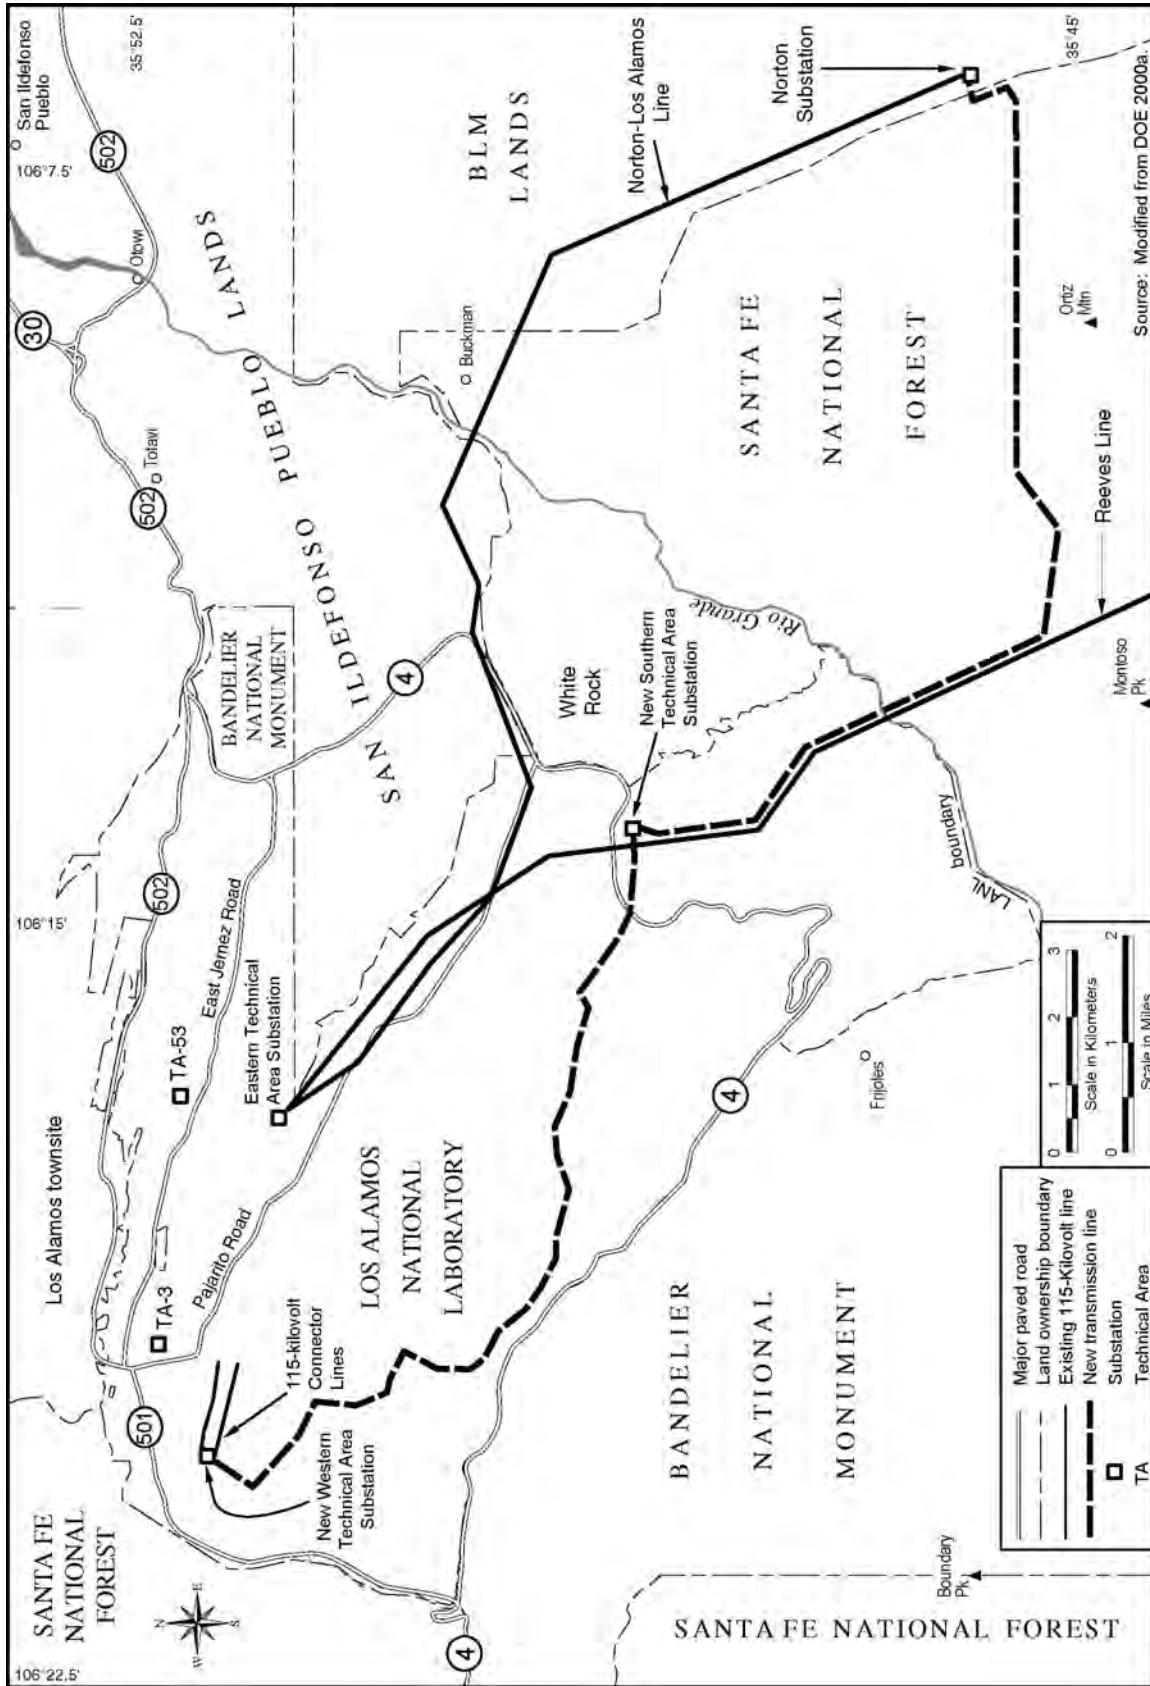 SANTA FE
NATIONAL
FOREST
106°22.5'
N
E
S
W
501
Los Alamos townsite
TA-3
TA-53
502
East Jemez Road
Pajarito Road
Eastern Technical
Area Substation
106°15'
BANDELIER
NATIONAL
MONUMENT
502
Totavi
30
Otowi
502
106°7.5'
San Ildefonso
Pueblo
35°52.5'
SAN ILDEFONSO PUEBLO LANDS
4
BLM
LANDS
Buckman
Norton-Los Alamos
Line
Norton
Substation
35°45'
115-kilovolt
Connector
Lines
New Western
Technical Area
Substation
LOS ALAMOS
NATIONAL
LABORATORY
White
Rock
New Southern
Technical Area
Substation
Rio Grande
SANTA FE
NATIONAL
FOREST
Ortiz
Mtn
Reeves Line
Montoso
Pk
LANL boundary
4
4
Frijoles
BANDELIER
NATIONAL
MONUMENT
Boundary
Pk
SANTA FE NATIONAL FOREST
Major paved road
Land ownership boundary
Existing 115-Kilovolt line
New transmission line
Substation
TA Technical Area
0 1 2 3
Scale in Kilometers
0 1 2
Scale in Miles
Source: Modified from DOE 2000a.